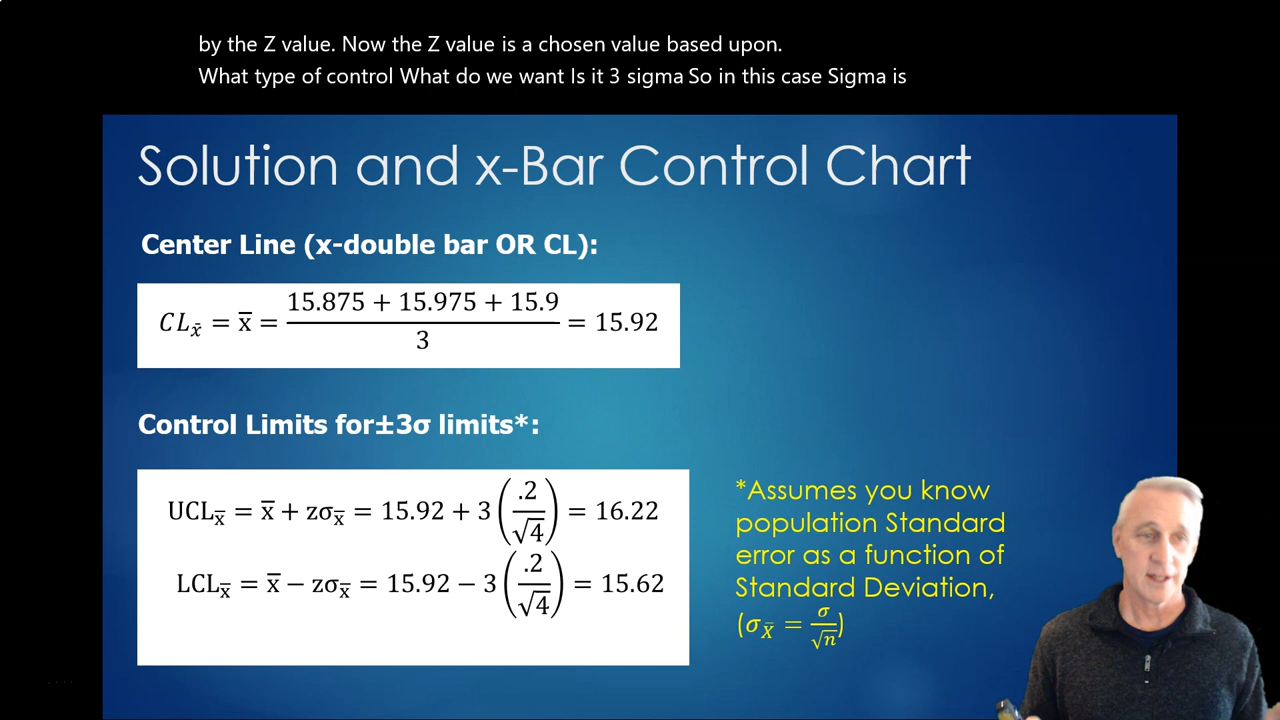 by the Z value. Now the Z value is a chosen value based upon.
What type of control What do we want Is it 3 sigma So in this case Sigma is
Solution and x-Bar Control Chart
Center Line (x-double bar OR CL):
CL_x̄ = x̿ = (15.875 + 15.975 + 15.9)/3 = 15.92
Control Limits for±3σ limits*:
UCL_x̅ = x̿ + zσ_x̅ = 15.92 + 3(.2/√4) = 16.22
LCL_x̅ = x̿ − zσ_x̅ = 15.92 − 3(.2/√4) = 15.62
*Assumes you know
population Standard
error as a function of
Standard Deviation,
(σ_X̅ = σ/√n)